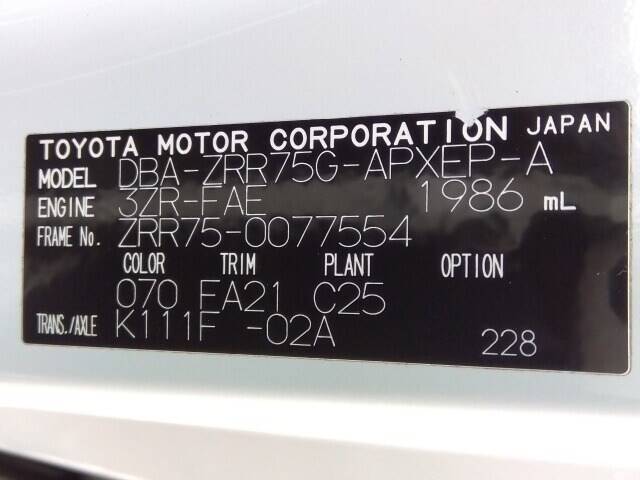 TOYOTA MOTOR CORPORATION JAPAN
MODEL DBA-ZRR75G-APXEP-A
ENGINE 3ZR-FAE 1986 mL
FRAME No. ZRR75-0077554
COLOR TRIM PLANT OPTION
070 FA21 C25
TRANS./AXLE K111F -02A
228